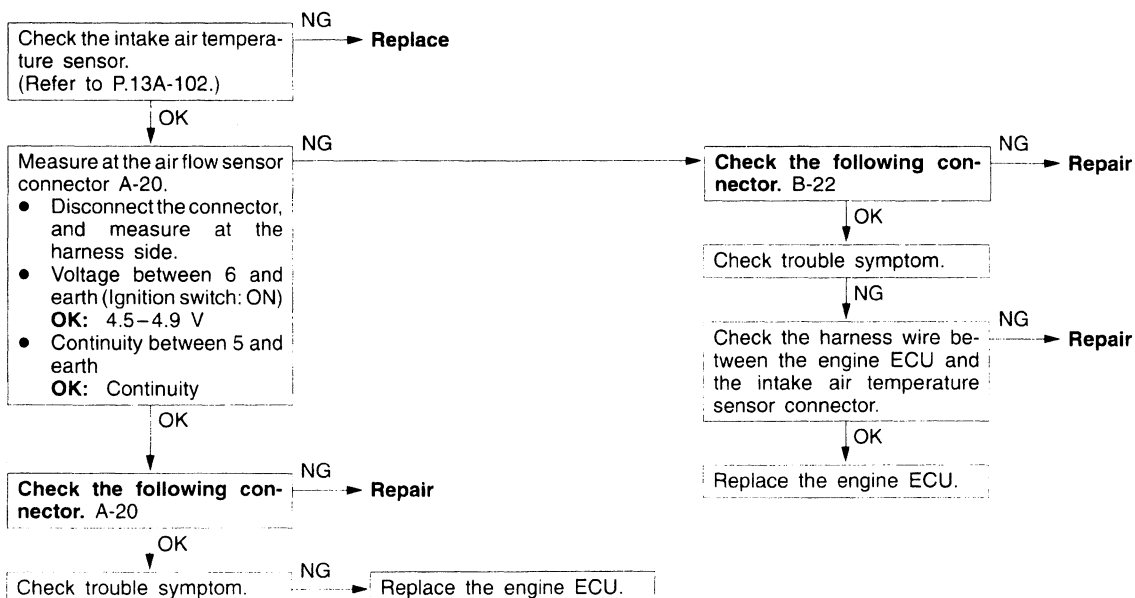 NG
Check the intake air tempera-
ture sensor.
(Refer to P.13A-102.)
Replace
OK
NG
Measure at the air flow sensor
connector A-20.
● Disconnect the connector,
and measure at the
harness side.
● Voltage between 6 and
earth (Ignition switch: ON)
OK: 4.5–4.9 V
● Continuity between 5 and
earth
OK: Continuity
OK
NG
Check the following con-
nector. A-20
Repair
OK
NG
Check trouble symptom.
Replace the engine ECU.
NG
Check the following con-
nector. B-22
Repair
OK
Check trouble symptom.
NG
NG
Check the harness wire be-
tween the engine ECU and
the intake air temperature
sensor connector.
Repair
OK
Replace the engine ECU.